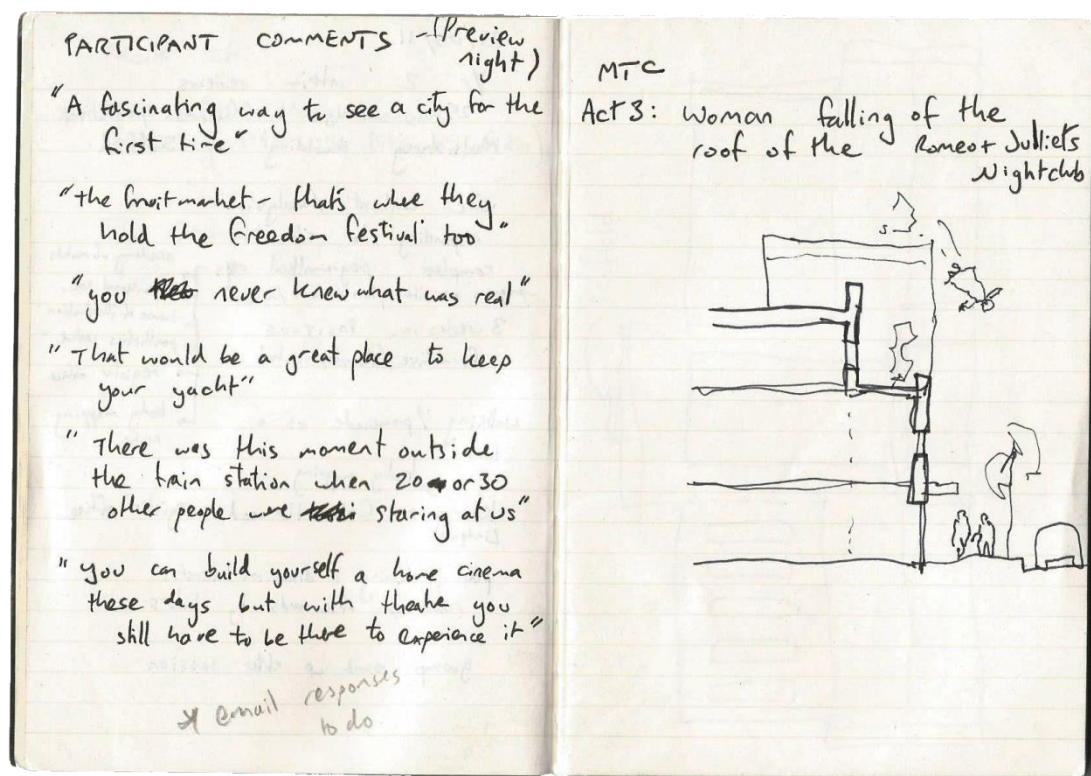 PARTICIPANT COMMENTS - (Preview
night)
"A fascinating way to see a city for the
first time"
"the fruitmarket - that's where they
hold the freedom festival too"
"you never knew what was real"
"That would be a great place to keep
your yacht"
"There was this moment outside
the train station when 20 or 30
other people were staring at us"
"you can build yourself a home cinema
these days but with theatre you
still have to be there to experience it"
* email responses
to do
MTC
Act 3: Woman falling of the
roof of the Romeo + Julliets
Nightclub